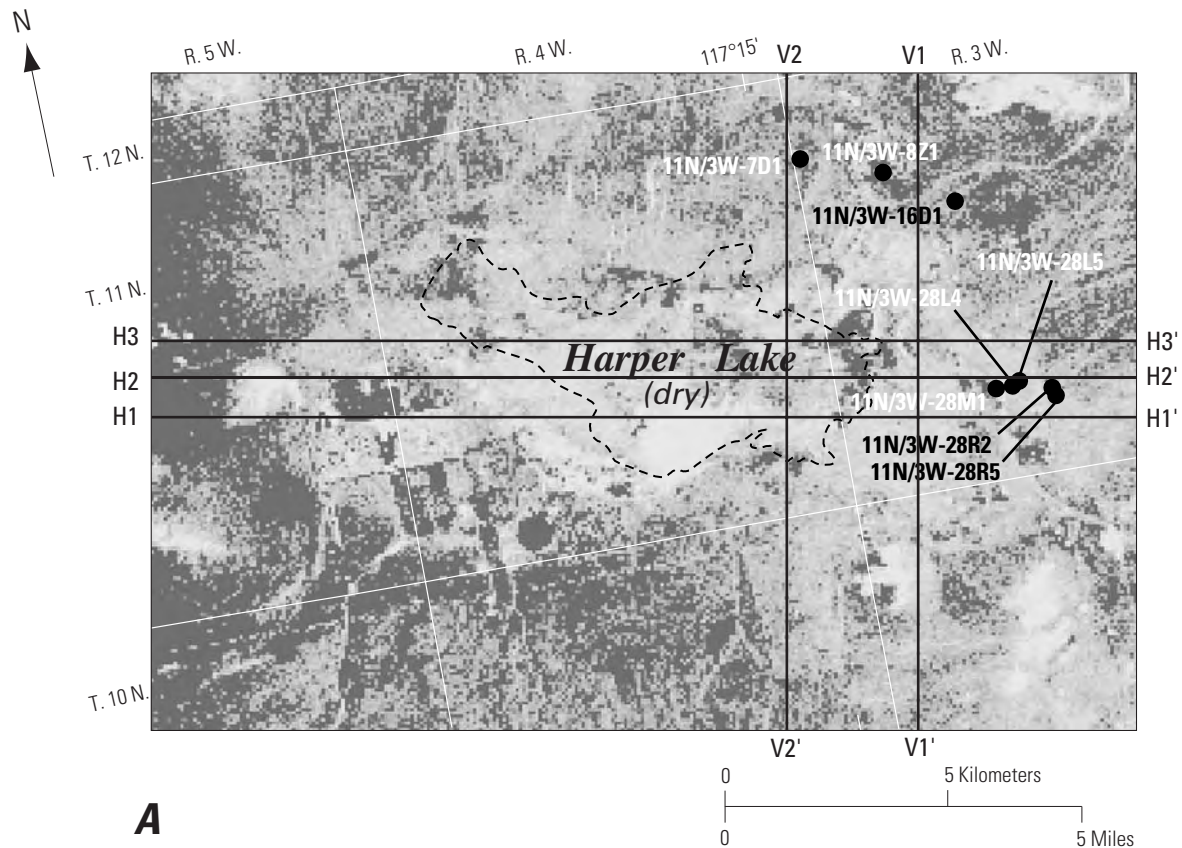 N
R. 5 W.
R. 4 W.
117°15'
V2
V1
R. 3 W.
T. 12 N.
11N/3W-7D1
11N/3W-8Z1
11N/3W-16D1
11N/3W-28L5
T. 11 N.
11N/3W-28L4
H3
H3'
Harper Lake
H2
H2'
(dry)
11N/3W-28M1
H1
H1'
11N/3W-28R2
11N/3W-28R5
T. 10 N.
V2'
V1'
0
5 Kilometers
A
0
5 Miles